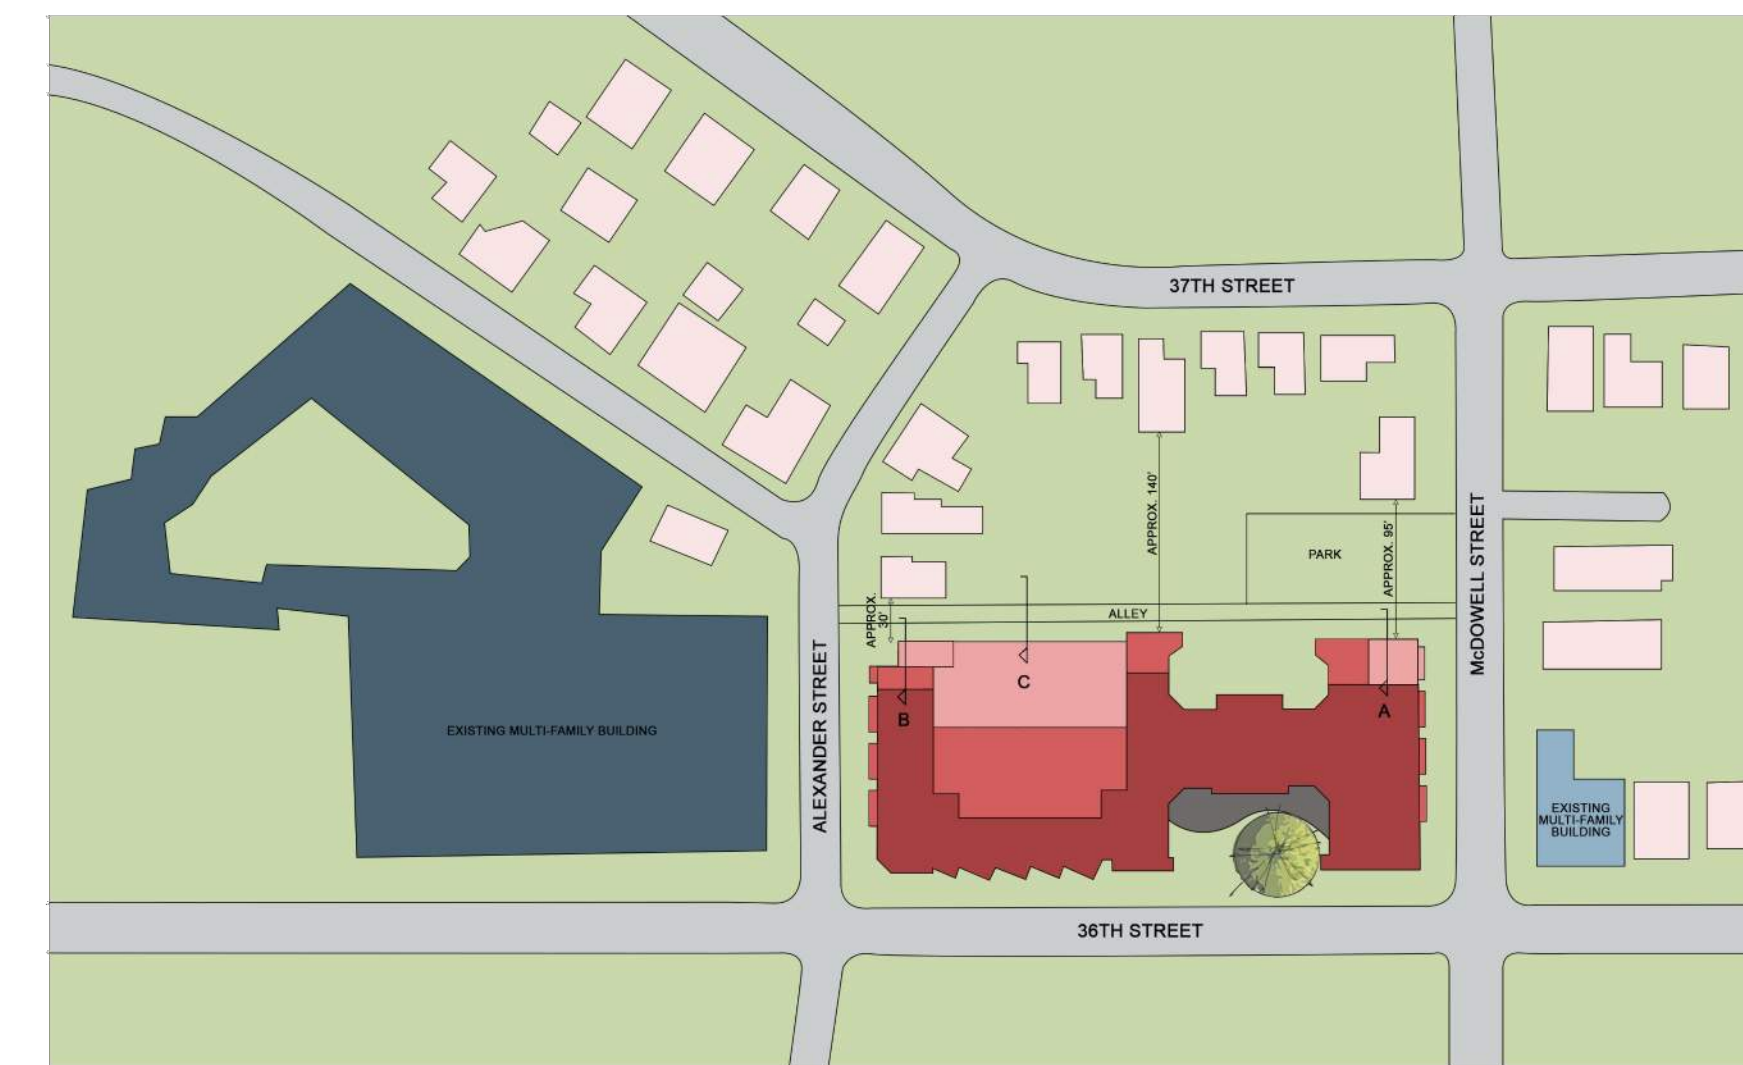 37TH STREET
APPROX. 140'
McDOWELL STREET
APPROX. 95'
PARK
APPROX.
30'
ALLEY
C
B
A
ALEXANDER STREET
EXISTING MULTI-FAMILY BUILDING
EXISTING
MULTI-FAMILY
BUILDING
36TH STREET